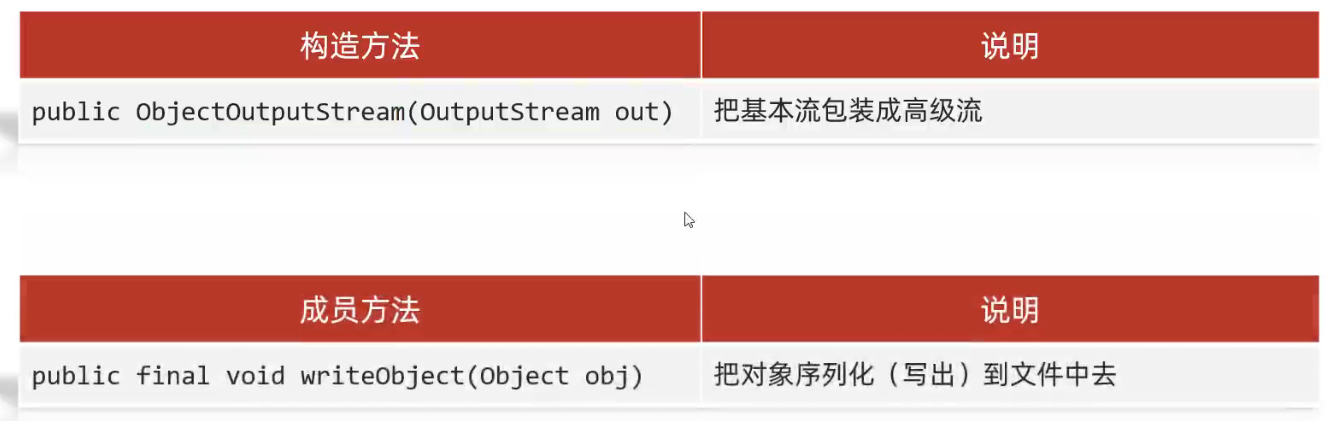 构造方法 说明
public ObjectOutputStream(OutputStream out) 把基本流包装成高级流
成员方法 说明
public final void writeObject(Object obj) 把对象序列化（写出）到文件中去